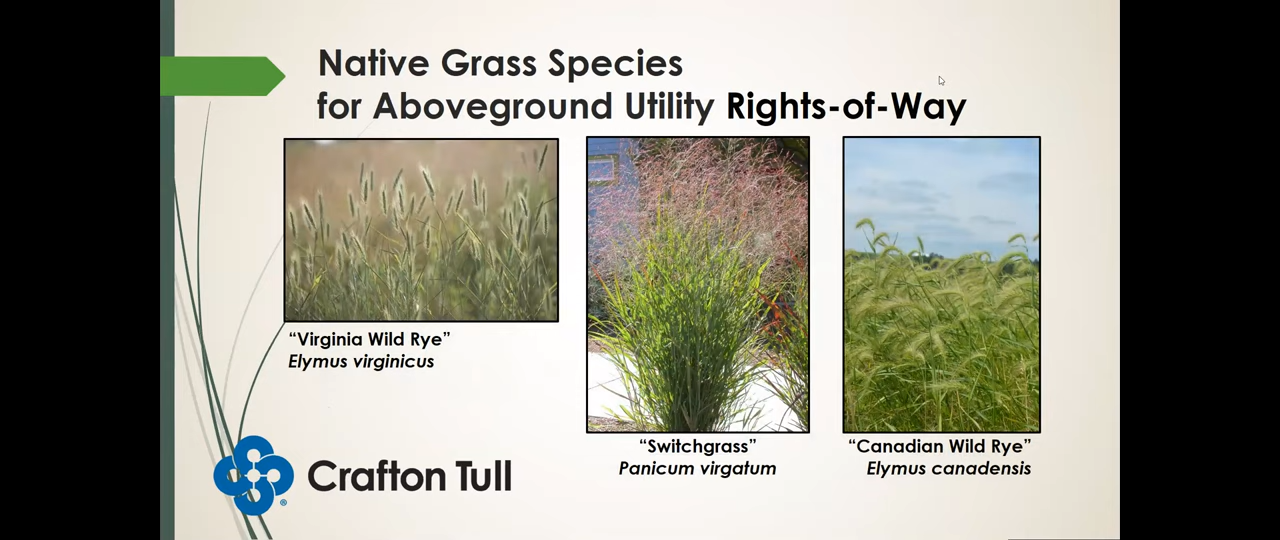 Native Grass Species
for Aboveground Utility Rights-of-Way
“Virginia Wild Rye”
Elymus virginicus
“Switchgrass”
Panicum virgatum
“Canadian Wild Rye”
Elymus canadensis
Crafton Tull
®